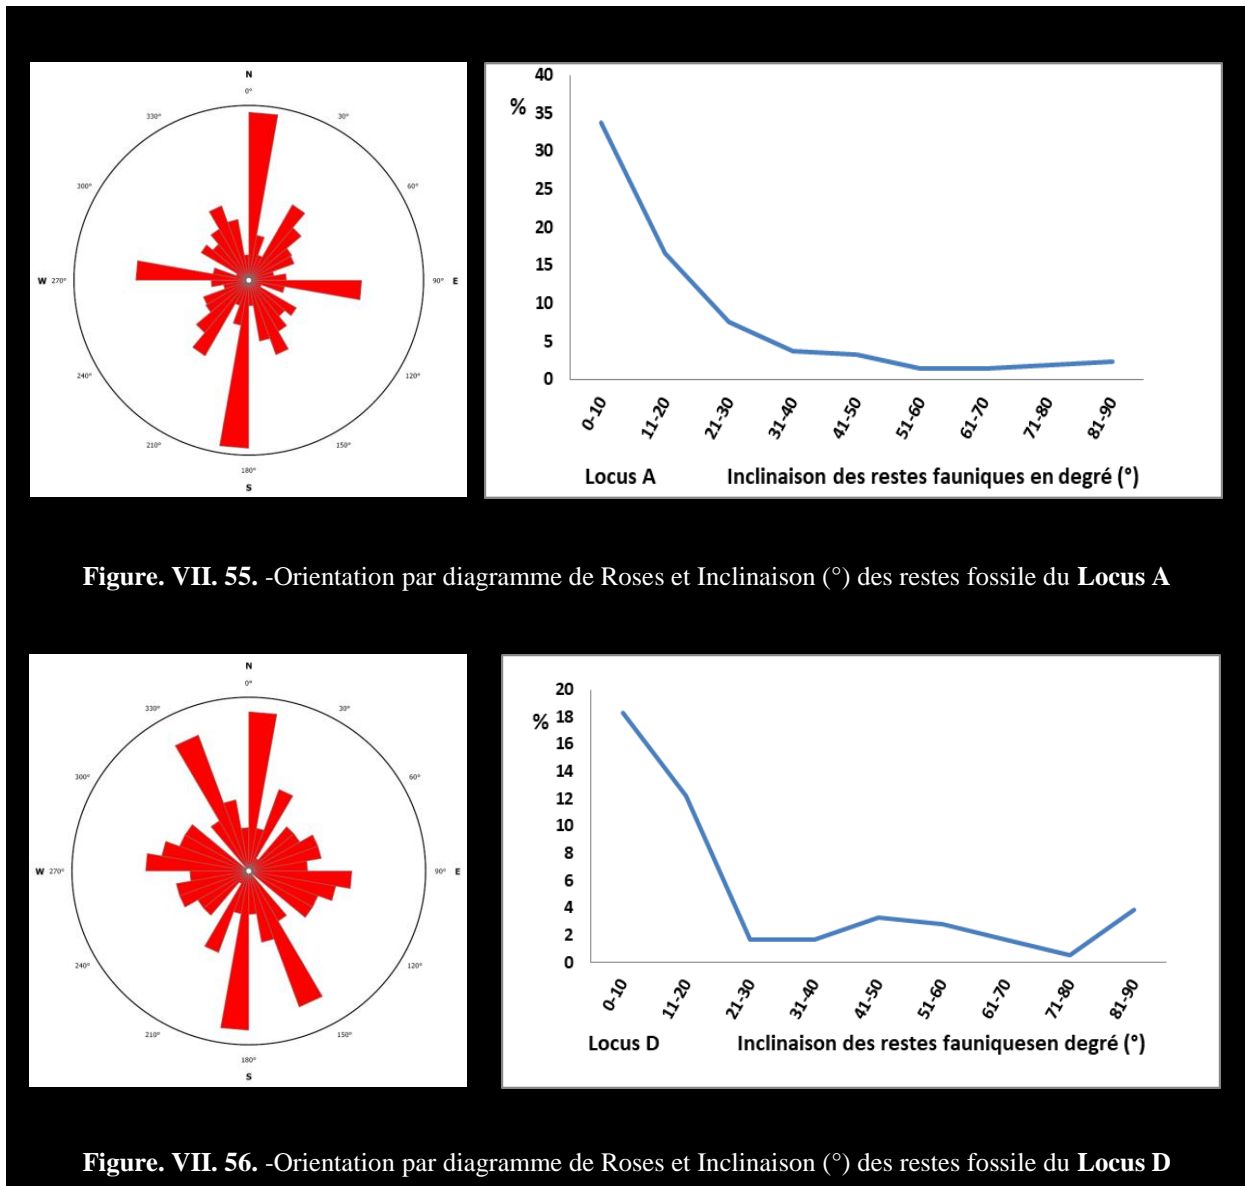 N
0°
330° 30°
300° 60°
W 270° 90° E
240° 120°
210° 150°
180°
S
40
% 35
30
25
20
15
10
5
0
0-10 11-20 21-30 31-40 41-50 51-60 61-70 71-80 81-90
Locus A Inclinaison des restes fauniques en degré (°)
Figure. VII. 55. -Orientation par diagramme de Roses et Inclinaison (°) des restes fossile du Locus A
N
0°
330° 30°
300° 60°
W 270° 90° E
240° 120°
210° 150°
180°
S
20
% 18
16
14
12
10
8
6
4
2
0
0-10 11-20 21-30 31-40 41-50 51-60 61-70 71-80 81-90
Locus D Inclinaison des restes fauniquesen degré (°)
Figure. VII. 56. -Orientation par diagramme de Roses et Inclinaison (°) des restes fossile du Locus D